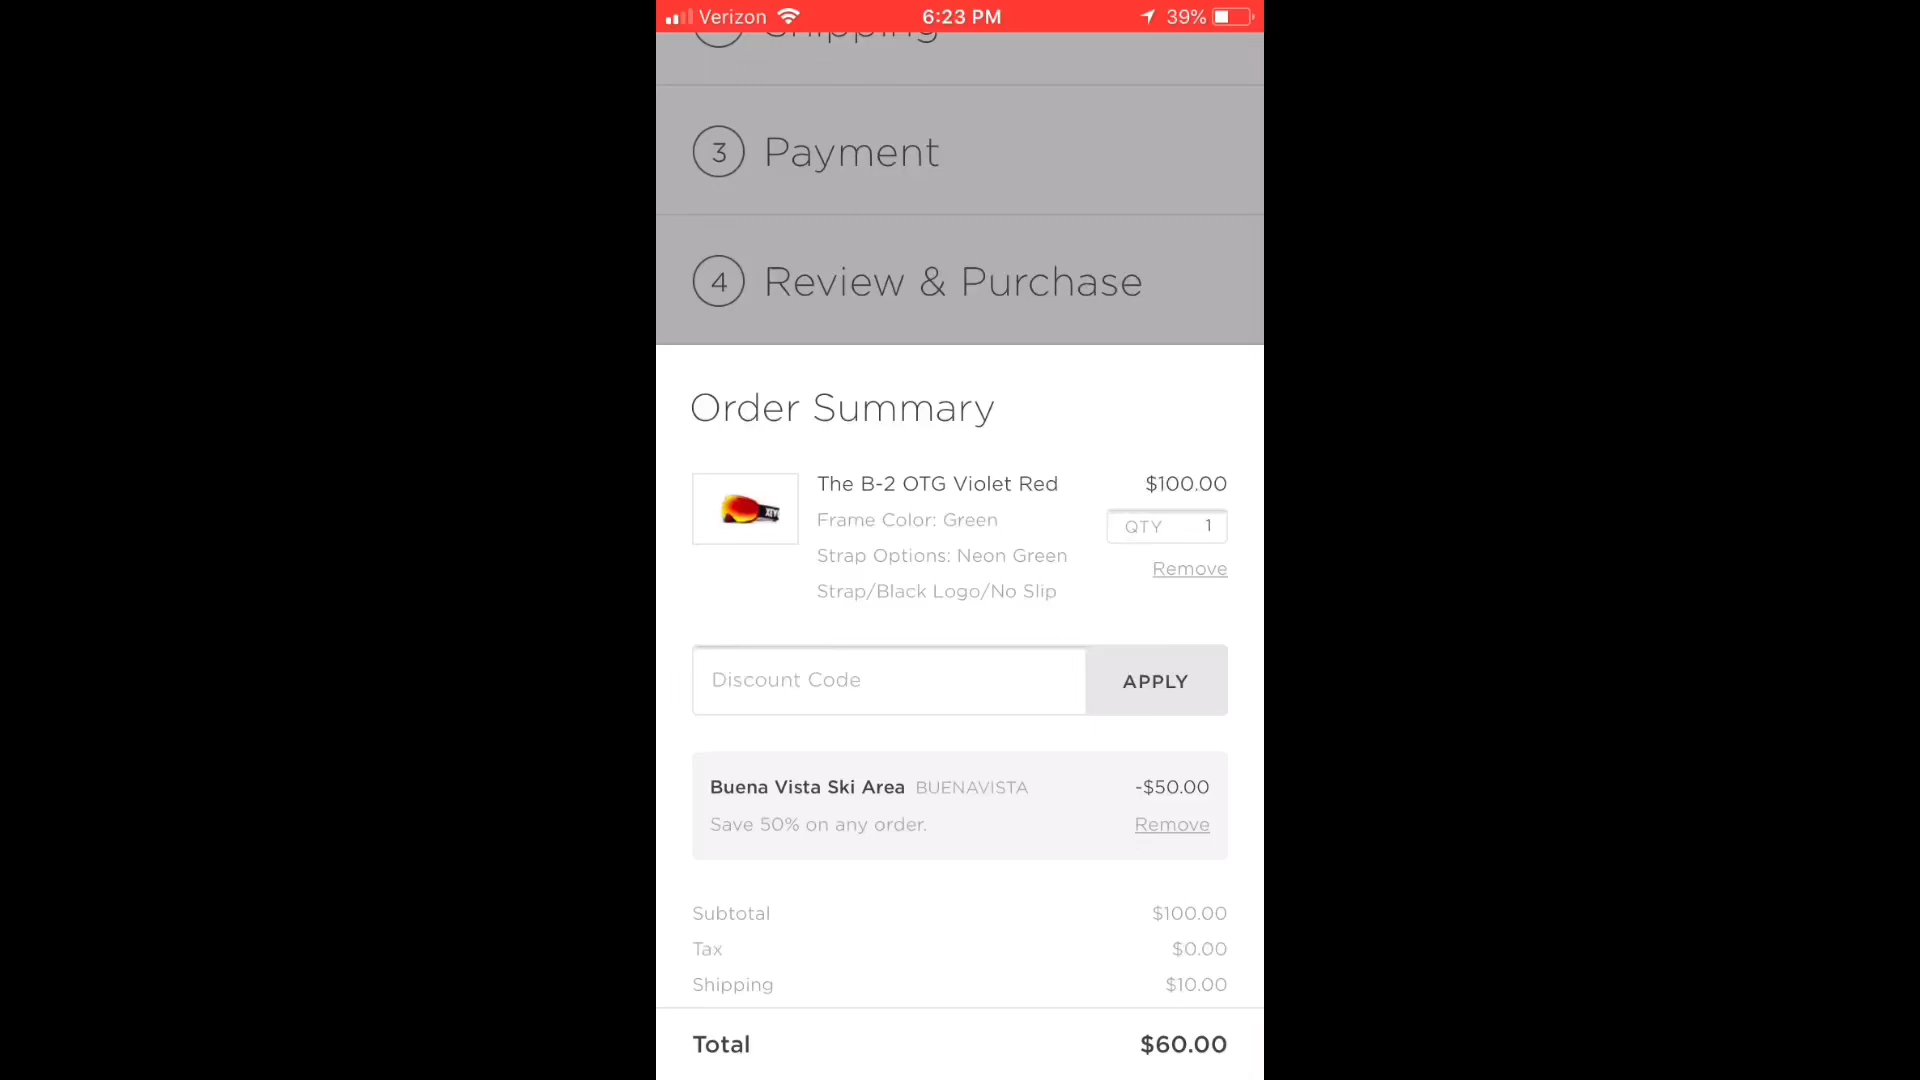 Verizon 6:23 PM 39%
Shipping
3 Payment
4 Review & Purchase
Order Summary
The B-2 OTG Violet Red $100.00
Frame Color: Green
QTY 1
Strap Options: Neon Green
Remove
Strap/Black Logo/No Slip
Discount Code APPLY
Buena Vista Ski Area BUENAVISTA -$50.00
Save 50% on any order. Remove
Subtotal $100.00
Tax $0.00
Shipping $10.00
Total $60.00